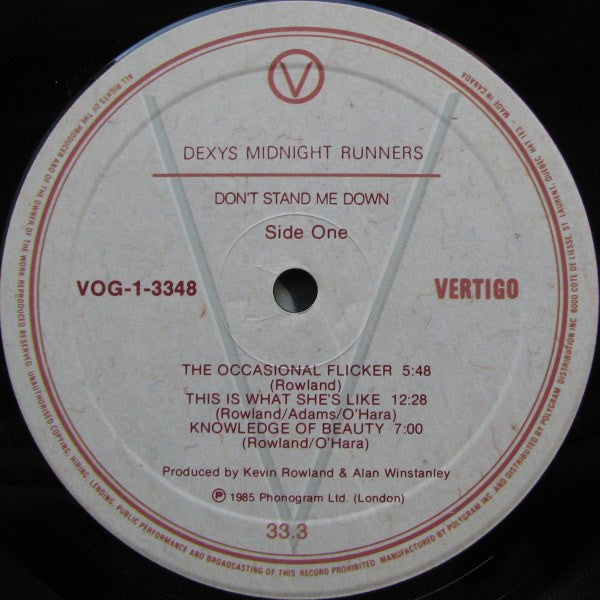 V
DEXYS MIDNIGHT RUNNERS
DON'T STAND ME DOWN
Side One
VOG-1-3348
VERTIGO
THE OCCASIONAL FLICKER 5:48
(Rowland)
THIS IS WHAT SHE'S LIKE 12:28
(Rowland/Adams/O'Hara)
KNOWLEDGE OF BEAUTY 7:00
(Rowland/O'Hara)
Produced by Kevin Rowland & Alan Winstanley
℗ 1985 Phonogram Ltd. (London)
33.3
ALL RIGHTS OF THE PRODUCER AND OF THE OWNER OF THE WORK REPRODUCED RESERVED. UNAUTHORISED COPYING, HIRING, LENDING, PUBLIC PERFORMANCE AND BROADCASTING OF THIS RECORD PROHIBITED. MANUFACTURED BY POLYGRAM INC. AND DISTRIBUTED BY POLYGRAM DISTRIBUTION INC. 6000 COTE DE LIESSE, ST LAURENT, QUEBEC H4T 1E3 - MADE IN CANADA